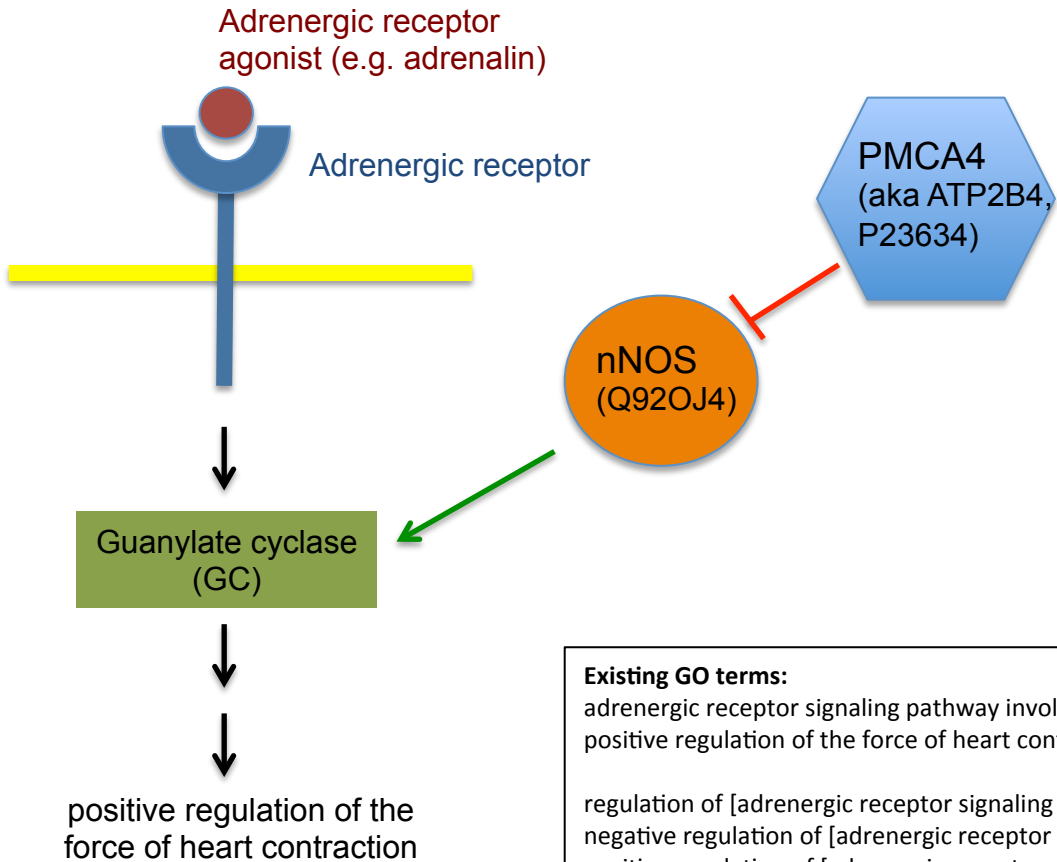 Adrenergic receptor
agonist (e.g. adrenalin)
Adrenergic receptor
PMCA4
(aka ATP2B4,
P23634)
nNOS
(Q92OJ4)
Guanylate cyclase
(GC)
positive regulation of the
force of heart contraction
Existing GO terms:
adrenergic receptor signaling pathway
positive regulation of the force of heart
regulation of [adrenergic receptor signaling
negative regulation of [adrenergic receptor